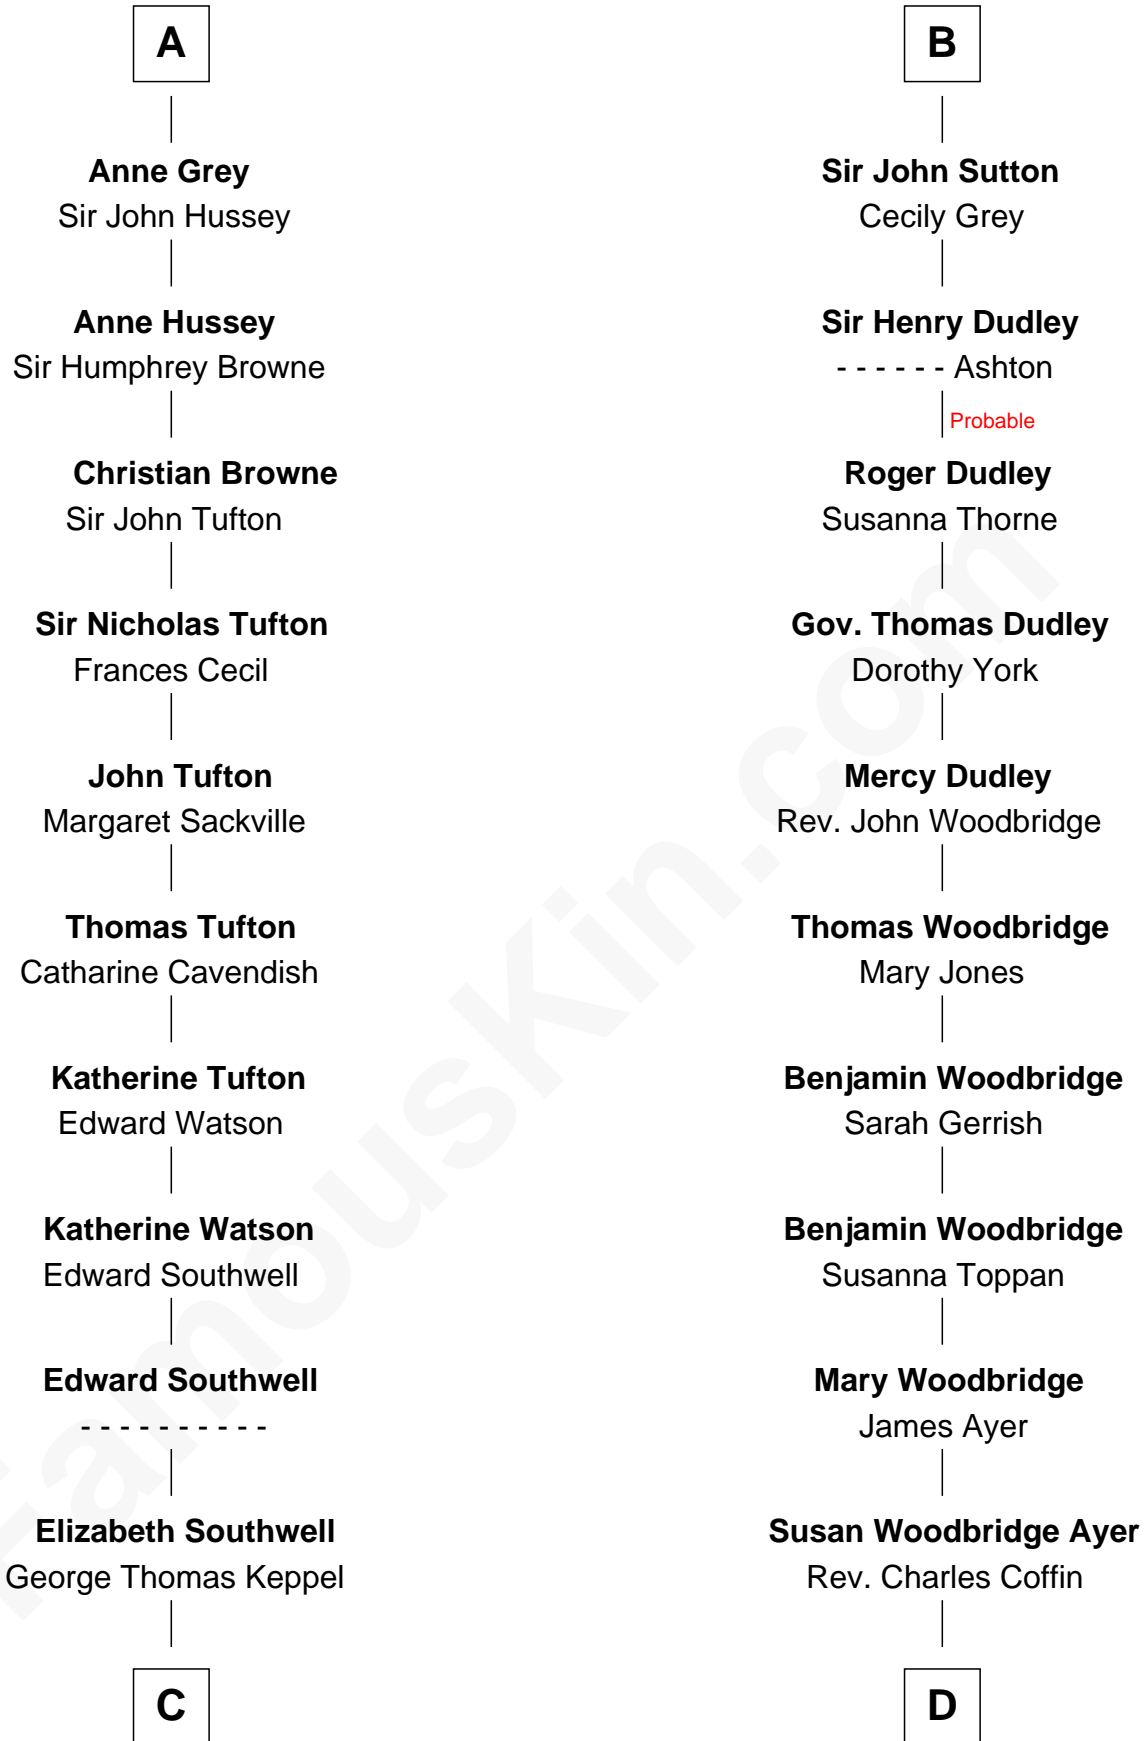 A
Anne Grey
Sir John Hussey
Anne Hussey
Sir Humphrey Browne
Christian Browne
Sir John Tufton
Sir Nicholas Tufton
Frances Cecil
John Tufton
Margaret Sackville
Thomas Tufton
Catharine Cavendish
Katherine Tufton
Edward Watson
Katherine Watson
Edward Southwell
Edward Southwell
- - - - - - - - - -
Elizabeth Southwell
George Thomas Keppel
C
B
Sir John Sutton
Cecily Grey
Sir Henry Dudley
- - - - - - Ashton
Probable
Roger Dudley
Susanna Thorne
Gov. Thomas Dudley
Dorothy York
Mercy Dudley
Rev. John Woodbridge
Thomas Woodbridge
Mary Jones
Benjamin Woodbridge
Sarah Gerrish
Benjamin Woodbridge
Susanna Toppan
Mary Woodbridge
James Ayer
Susan Woodbridge Ayer
Rev. Charles Coffin
D
FamousKin.com